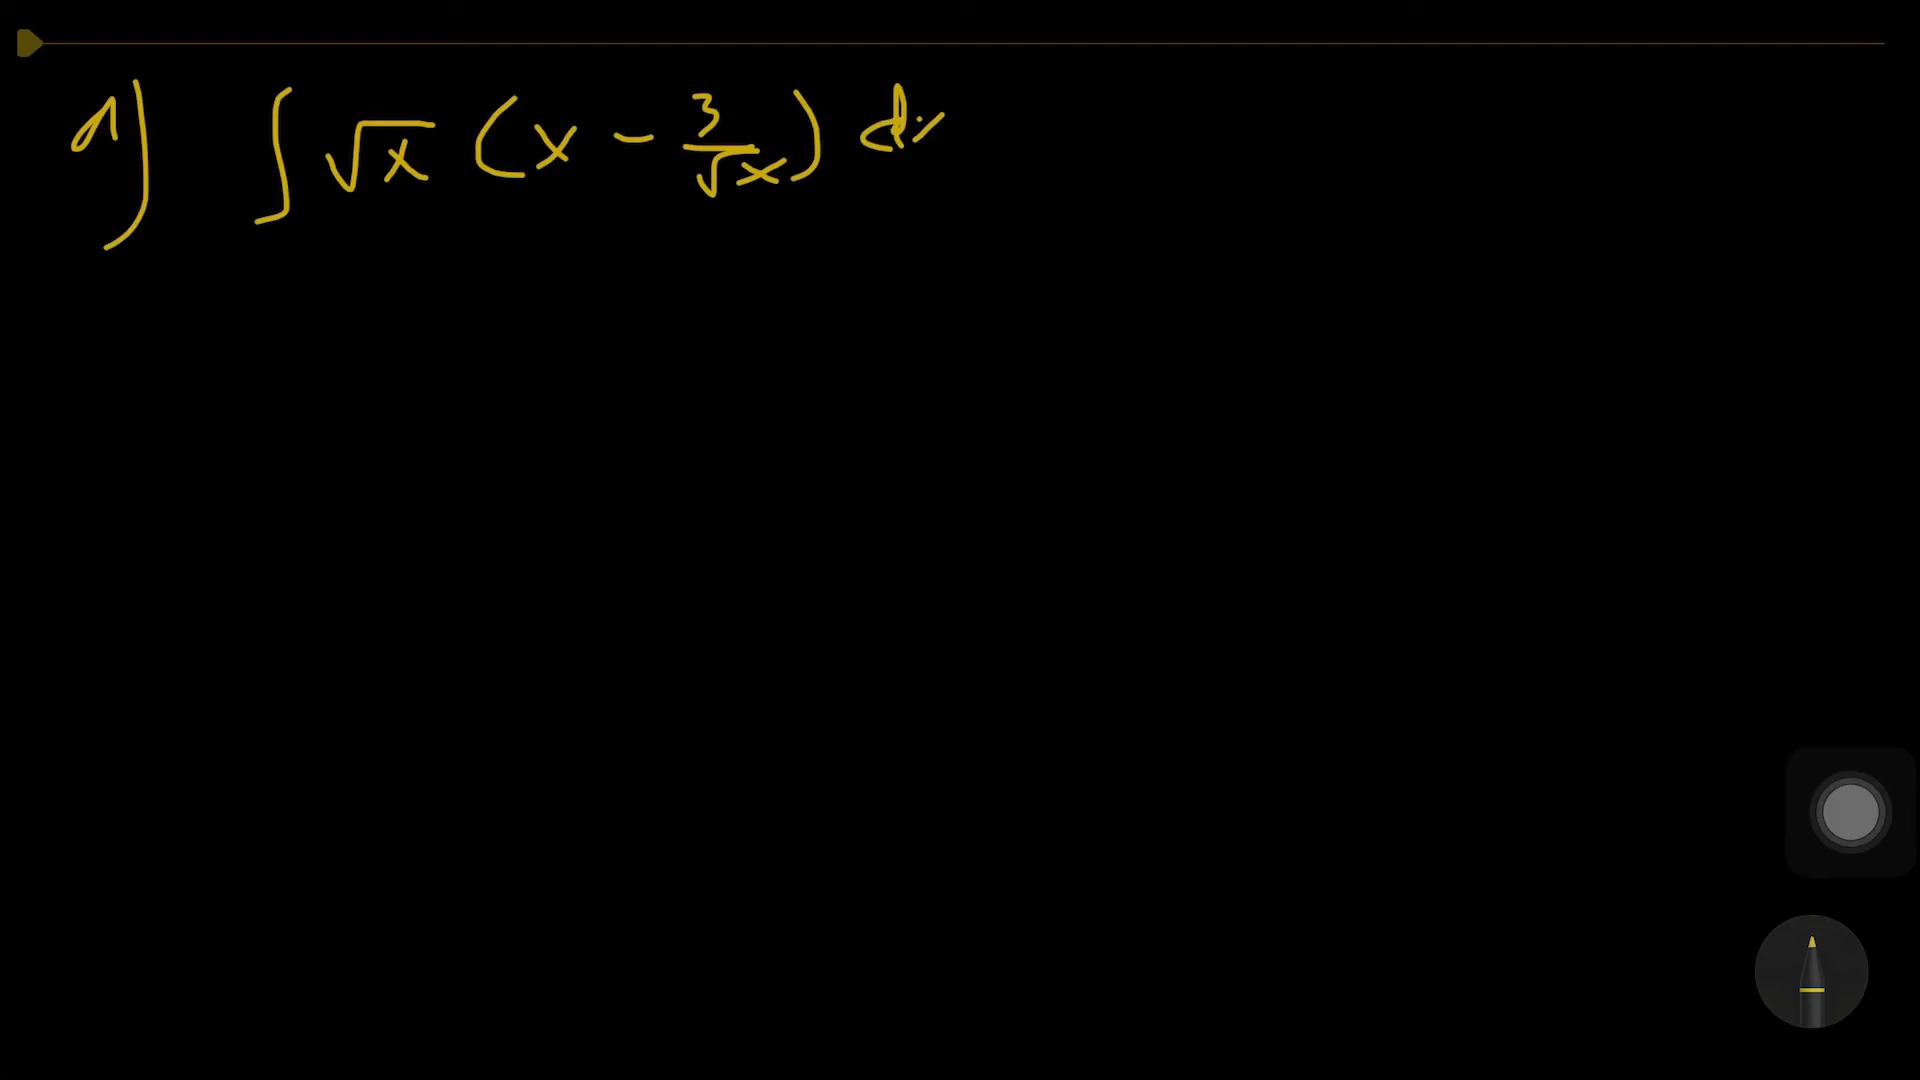 1) ∫ √x (x - 3/√x) dx